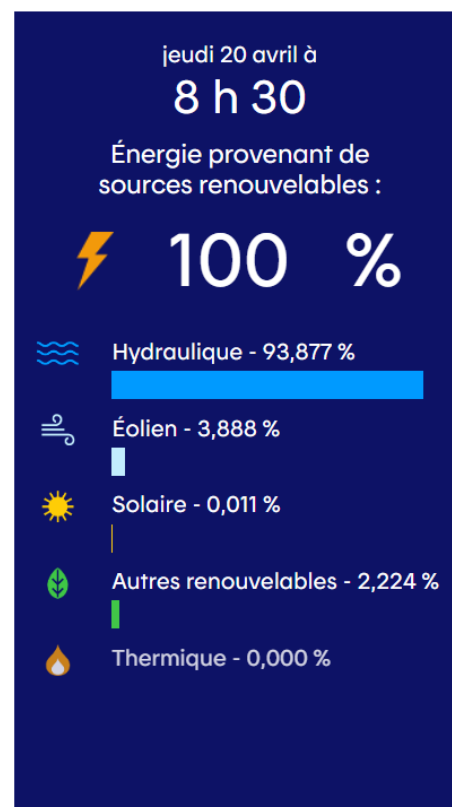 jeudi 20 avril à
8 h 30
Énergie provenant de
sources renouvelables :
100 %
Hydraulique - 93,877 %
Éolien - 3,888 %
Solaire - 0,011 %
Autres renouvelables - 2,224 %
Thermique - 0,000 %